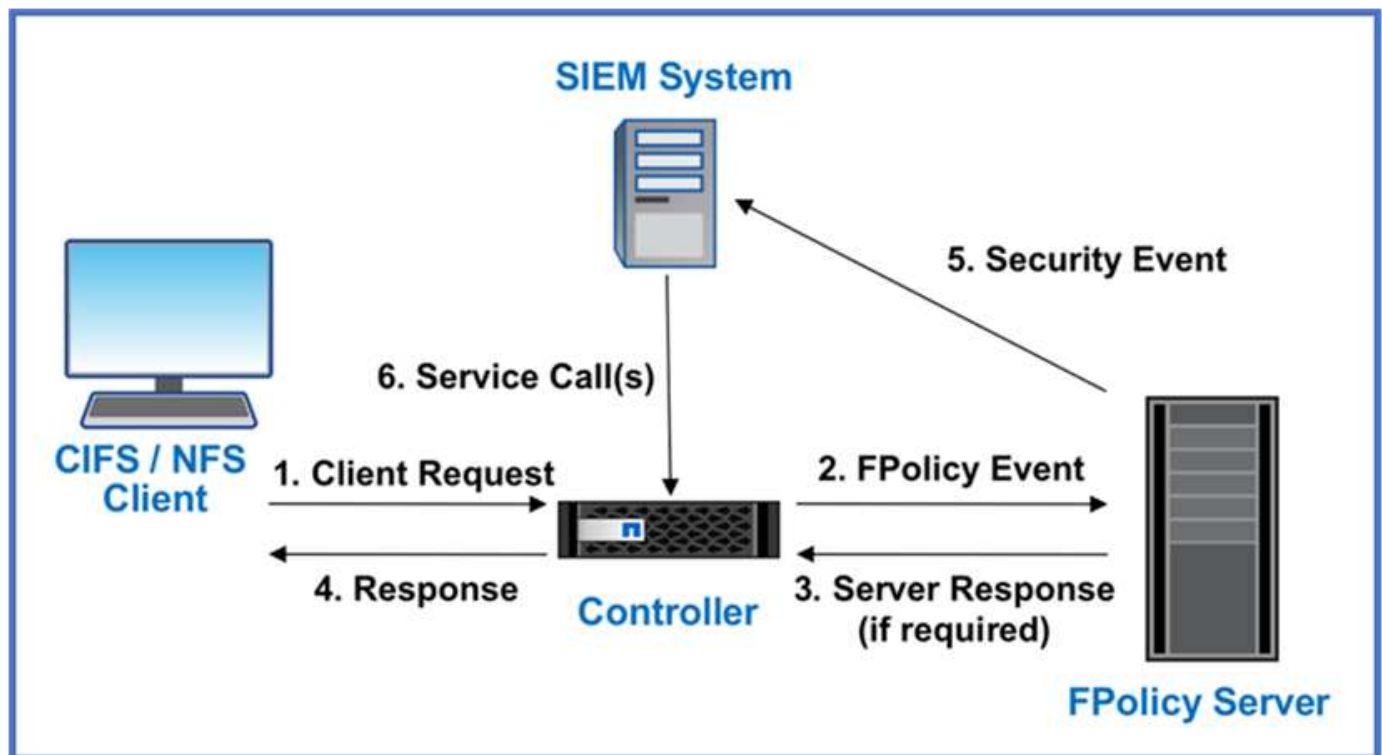 SIEM System
5. Security Event
6. Service Call(s)
CIFS / NFS
Client
1. Client Request
2. FPolicy Event
4. Response
Controller
3. Server Response
(if required)
FPolicy Server